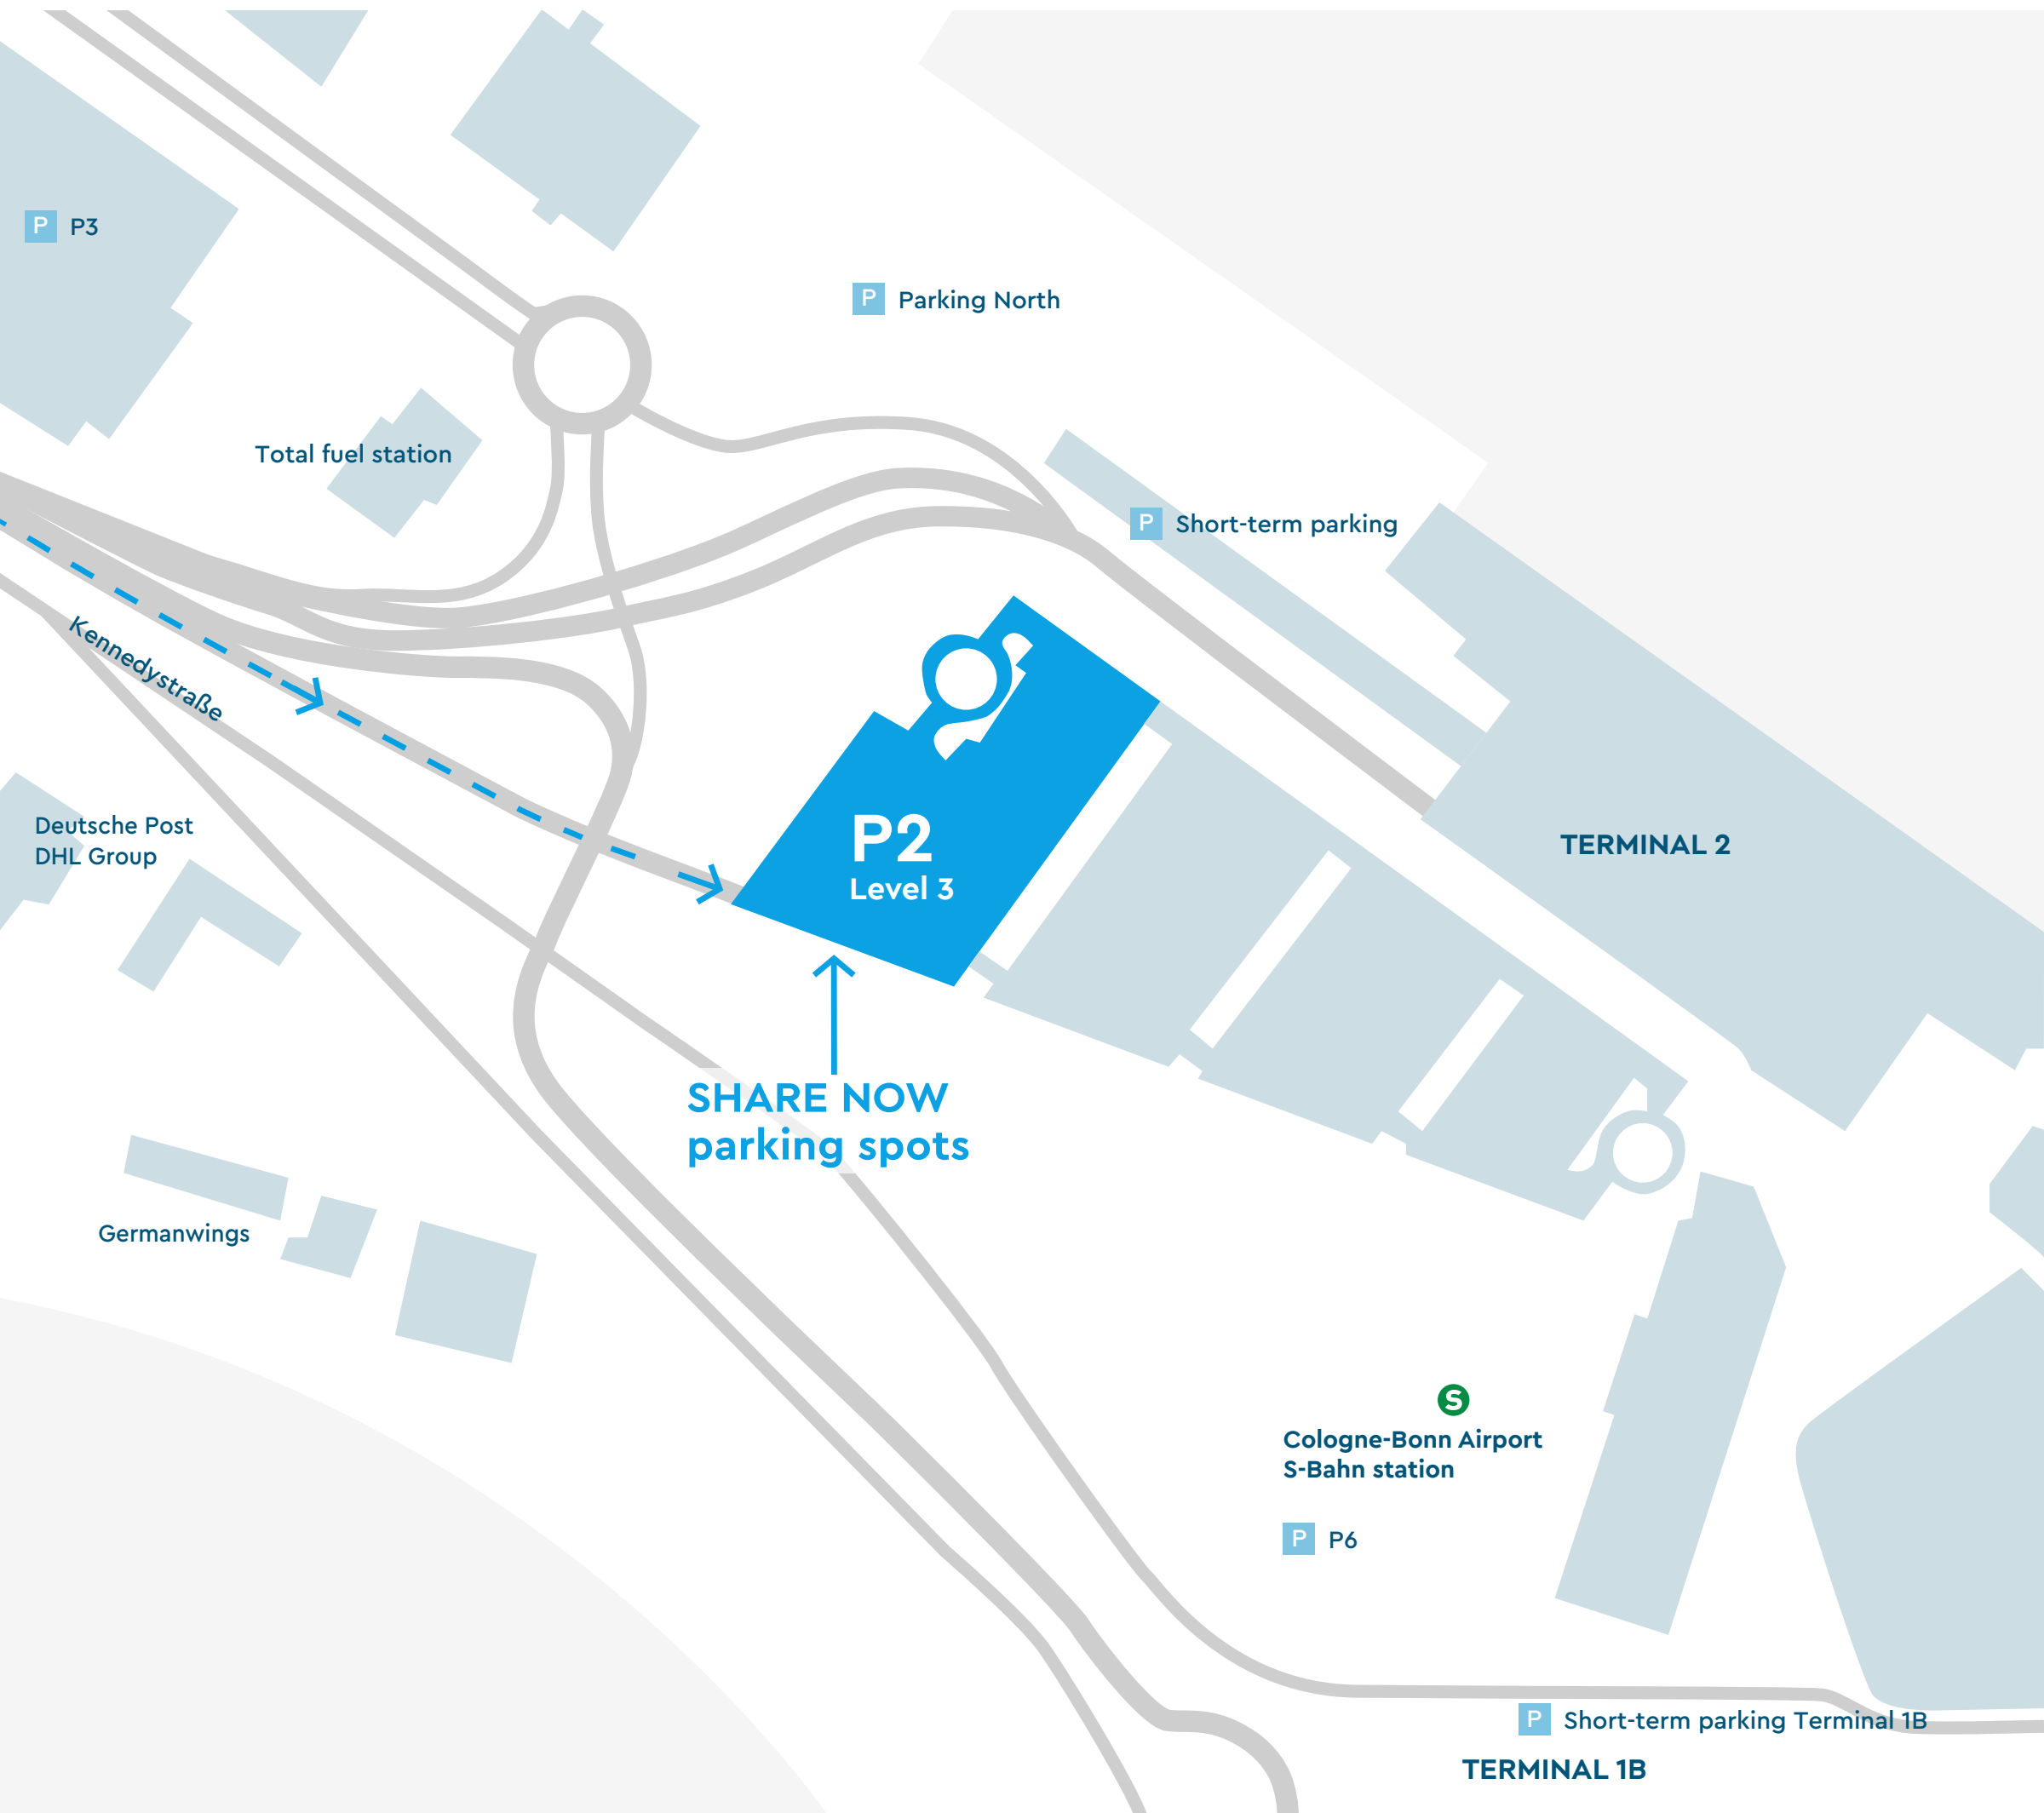 P P3
P Parking North
Total fuel station
P Short-term parking
Kennedystraße
Deutsche Post
DHL Group
P2
Level 3
TERMINAL 2
SHARE NOW
parking spots
Germanwings
S
Cologne-Bonn Airport
S-Bahn station
P P6
P Short-term parking Terminal 1B
TERMINAL 1B